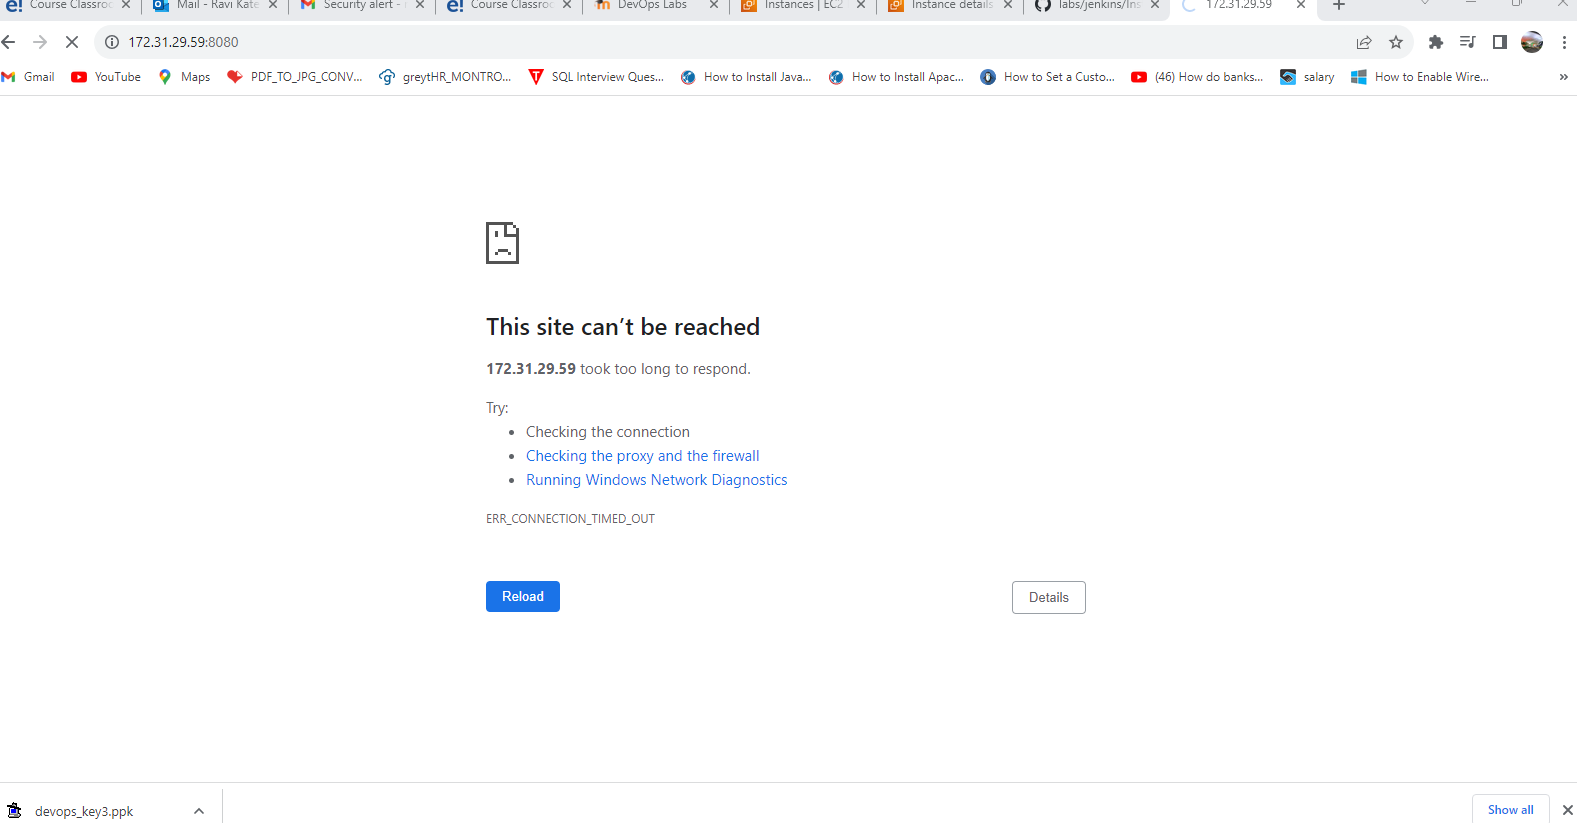 Course Classroo Mail - Ravi Kate Security alert - Course Classroo DevOps Labs Instances | EC2 Instance details labs/jenkins/Ins 172.31.29.59
172.31.29.59:8080
Gmail YouTube Maps PDF_TO_JPG_CONV... greytHR_MONTRO... SQL Interview Ques... How to Install Java... How to Install Apac... How to Set a Custo... (46) How do banks... salary How to Enable Wire... »
This site can’t be reached
172.31.29.59 took too long to respond.
Try:
• Checking the connection
• Checking the proxy and the firewall
• Running Windows Network Diagnostics
ERR_CONNECTION_TIMED_OUT
Reload Details
devops_key3.ppk Show all